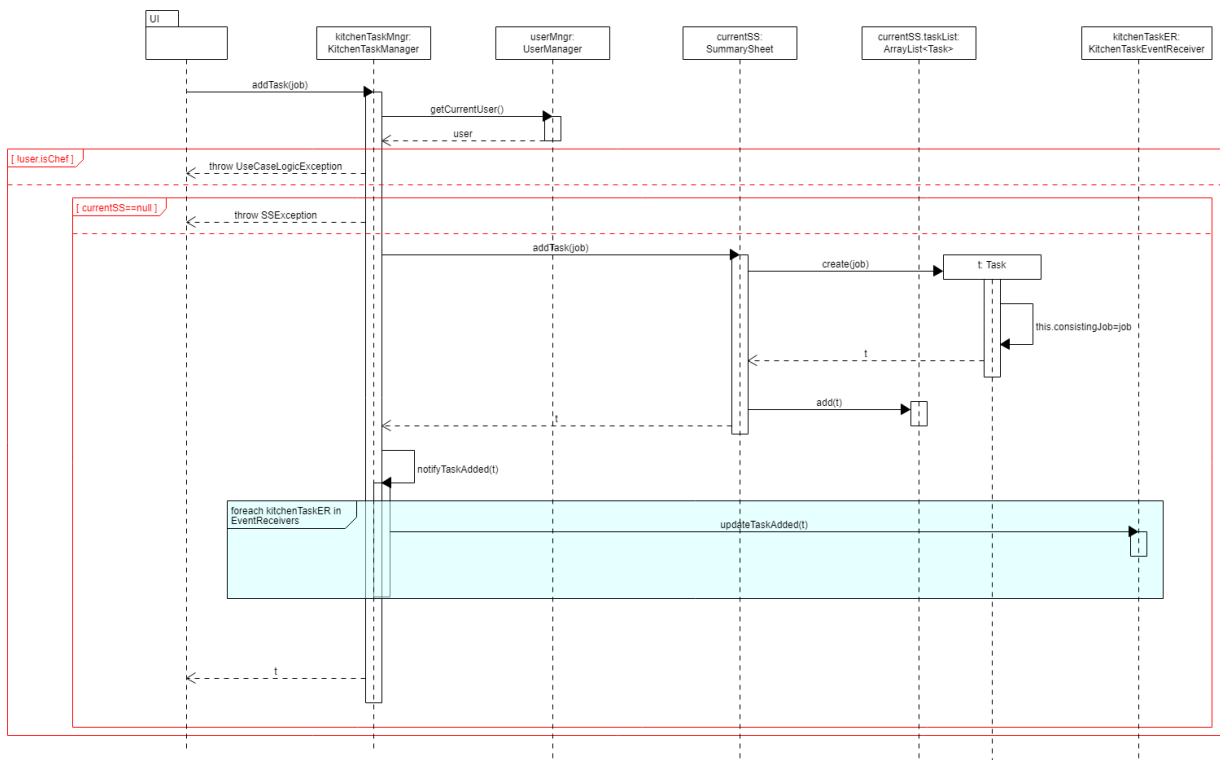 UI
kitchenTaskMngr:
KitchenTaskManager
userMngr:
UserManager
currentSS:
SummarySheet
currentSS.taskList:
ArrayList<Task>
kitchenTaskER:
KitchenTaskEventReceiver
addTask(job)
getCurrentUser()
user
[ !user.isChef ]
throw UseCaseLogicException
[ currentSS==null ]
throw SSException
addTask(job)
create(job)
t: Task
this.consistingJob=job
t
add(t)
t
notifyTaskAdded(t)
foreach kitchenTaskER in
EventReceivers
updateTaskAdded(t)
t